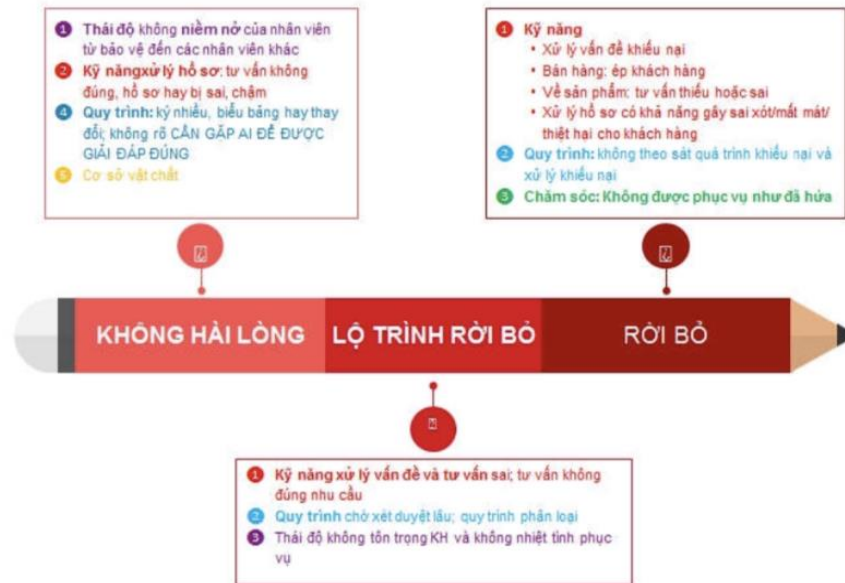 1 Thái độ không niềm nở của nhân viên
từ bảo vệ đến các nhân viên khác
2 Kỹ năngxử lý hồ sơ: tư vấn không
đúng, hồ sơ hay bị sai, chậm
4 Quy trình: ký nhiều, biểu bảng hay thay
đổi; không rõ CẦN GẶP AI ĐỂ ĐƯỢC
GIẢI ĐÁP ĐÚNG
5 Cơ sở vật chất
1 Kỹ năng
• Xử lý vấn đề khiếu nại
• Bán hàng: ép khách hàng
• Về sản phẩm: tư vấn thiếu hoặc sai
• Xử lý hồ sơ có khả năng gây sai xót/mất mát/
thiệt hại cho khách hàng
2 Quy trình: không theo sát quá trình khiếu nại và
xử lý khiếu nại
3 Chăm sóc: Không được phục vụ như đã hứa
KHÔNG HÀI LÒNG
LỘ TRÌNH RỜI BỎ
RỜI BỎ
1 Kỹ năng xử lý vấn đề và tư vấn sai; tư vấn không
đúng nhu cầu
2 Quy trình chờ xét duyệt lâu; quy trình phân loại
3 Thái độ không tôn trọng KH và không nhiệt tình phục
vụ